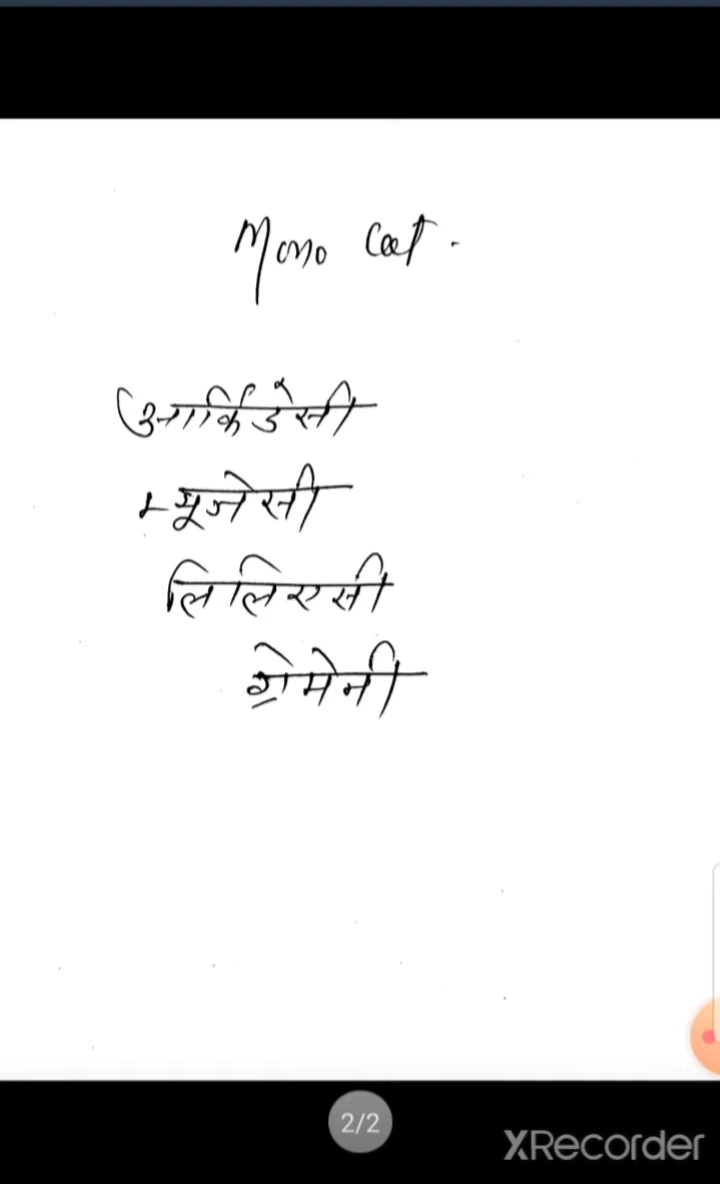 Mono Cot.
आर्किडेसी
म्यूजेसी
लिलिएसी
ग्रेमेनी
2/2
XRecorder